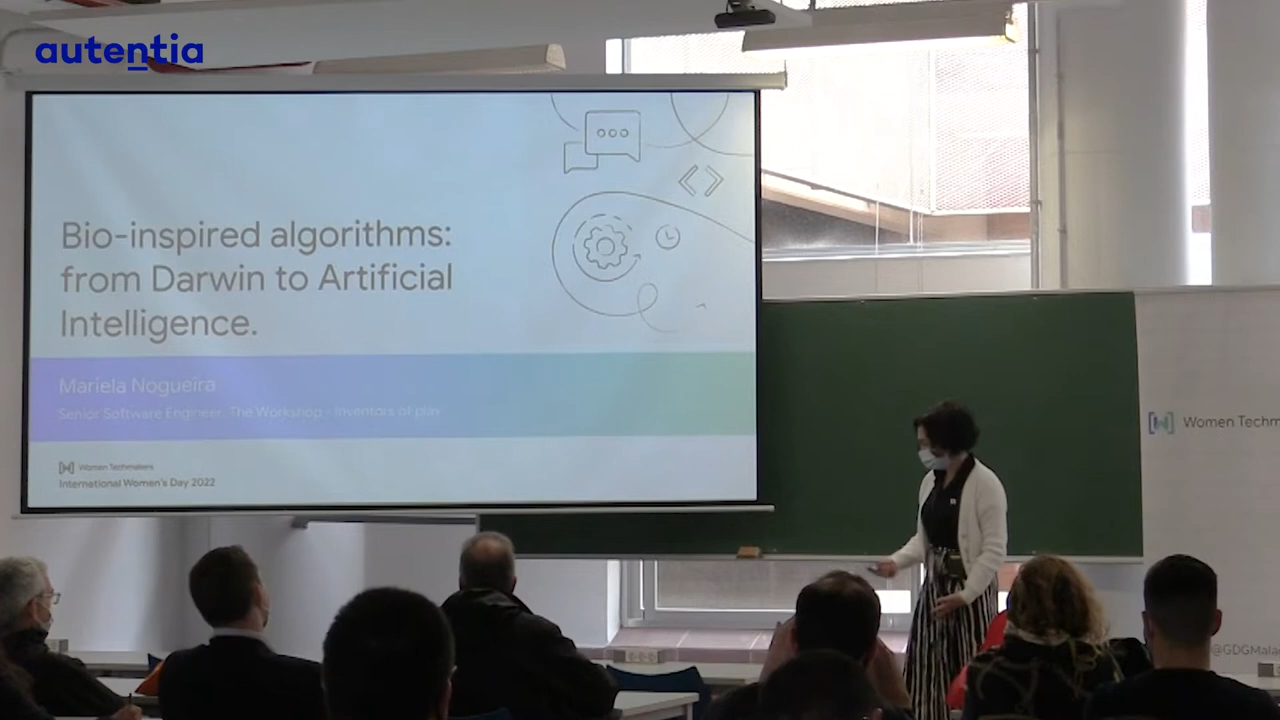 autentia
Bio-inspired algorithms:
from Darwin to Artificial
Intelligence.
Mariela Nogueira
Senior Software Engineer. The Workshop - Inventors of play
Women Techmakers
International Women's Day 2022
Women Techm
@GDGMala